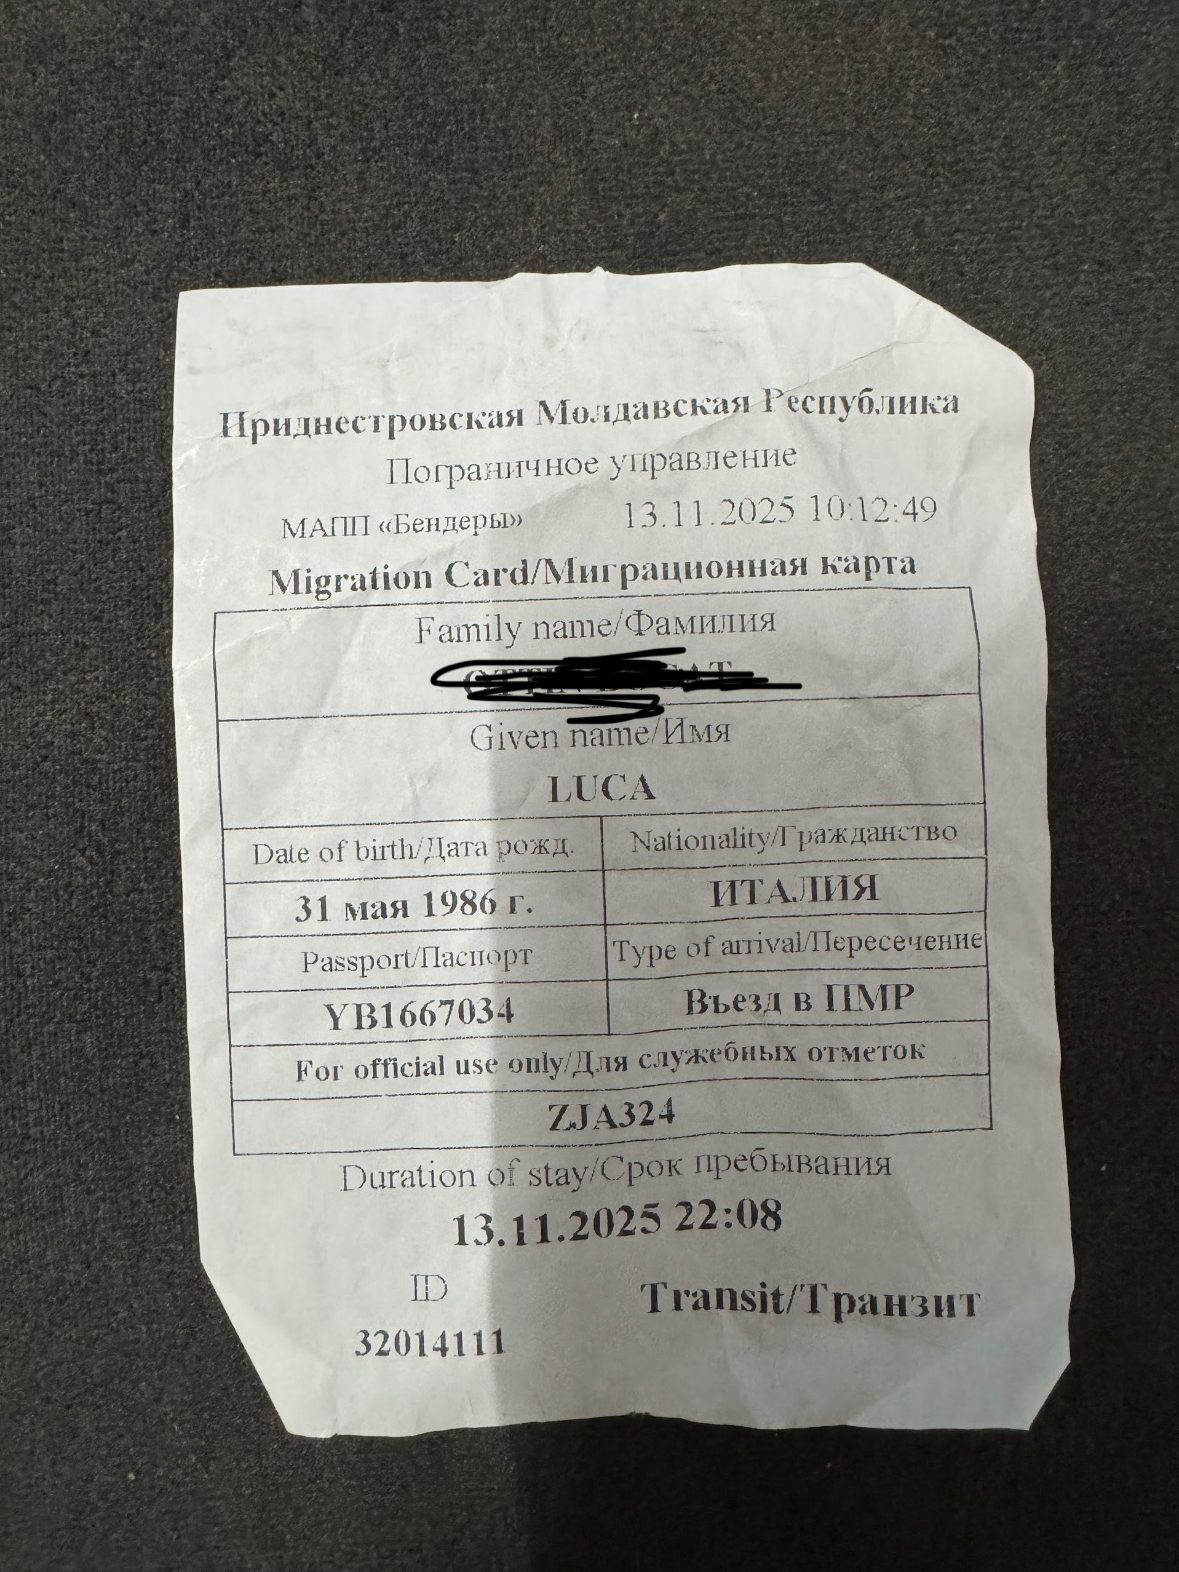 Приднестровская Молдавская Республика
Пограничное управление
МАПП «Бендеры» 13.11.2025 10:12:49
Migration Card/Миграционная карта
Family name/Фамилия
Given name/Имя
LUCA
Date of birth/Дата рожд. Nationality/Гражданство
31 мая 1986 г. ИТАЛИЯ
Passport/Паспорт Type of arrival/Пересечение
YB1667034 Въезд в ПМР
For official use only/Для служебных отметок
ZJA324
Duration of stay/Срок пребывания
13.11.2025 22:08
ID Transit/Транзит
32014111